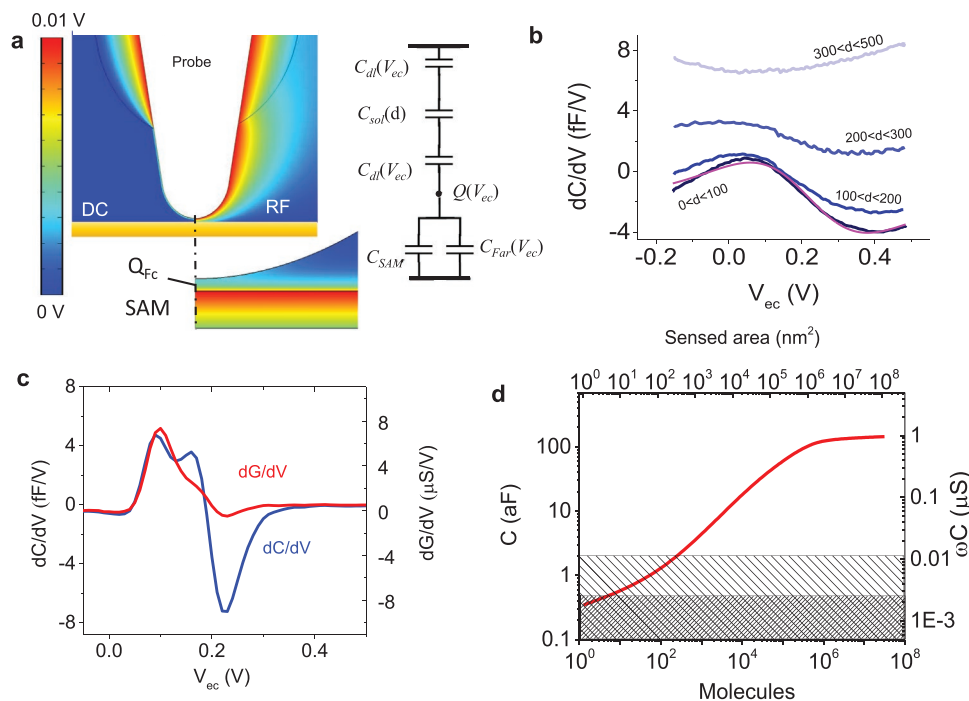 a
0.01 V
0 V
Probe
DC
RF
Q_Fc
SAM
C_dl(V_ec)
C_sol(d)
C_dl(V_ec)
Q(V_ec)
C_SAM
C_Far(V_ec)
b
dC/dV (fF/V)
8
4
0
-4
300<d<500
200<d<300
100<d<200
0<d<100
-0.2
0.0
0.2
0.4
V_ec (V)
c
dC/dV (fF/V)
8
4
0
-4
-8
dG/dV
dC/dV
8
4
0
-4
-8
dG/dV (µS/V)
0.0
0.2
0.4
V_ec (V)
Sensed area (nm²)
d
10⁰ 10¹ 10² 10³ 10⁴ 10⁵ 10⁶ 10⁷ 10⁸
C (aF)
100
10
1
0.1
1
0.1
0.01
1E-3
ωC (µS)
10⁰ 10² 10⁴ 10⁶ 10⁸
Molecules